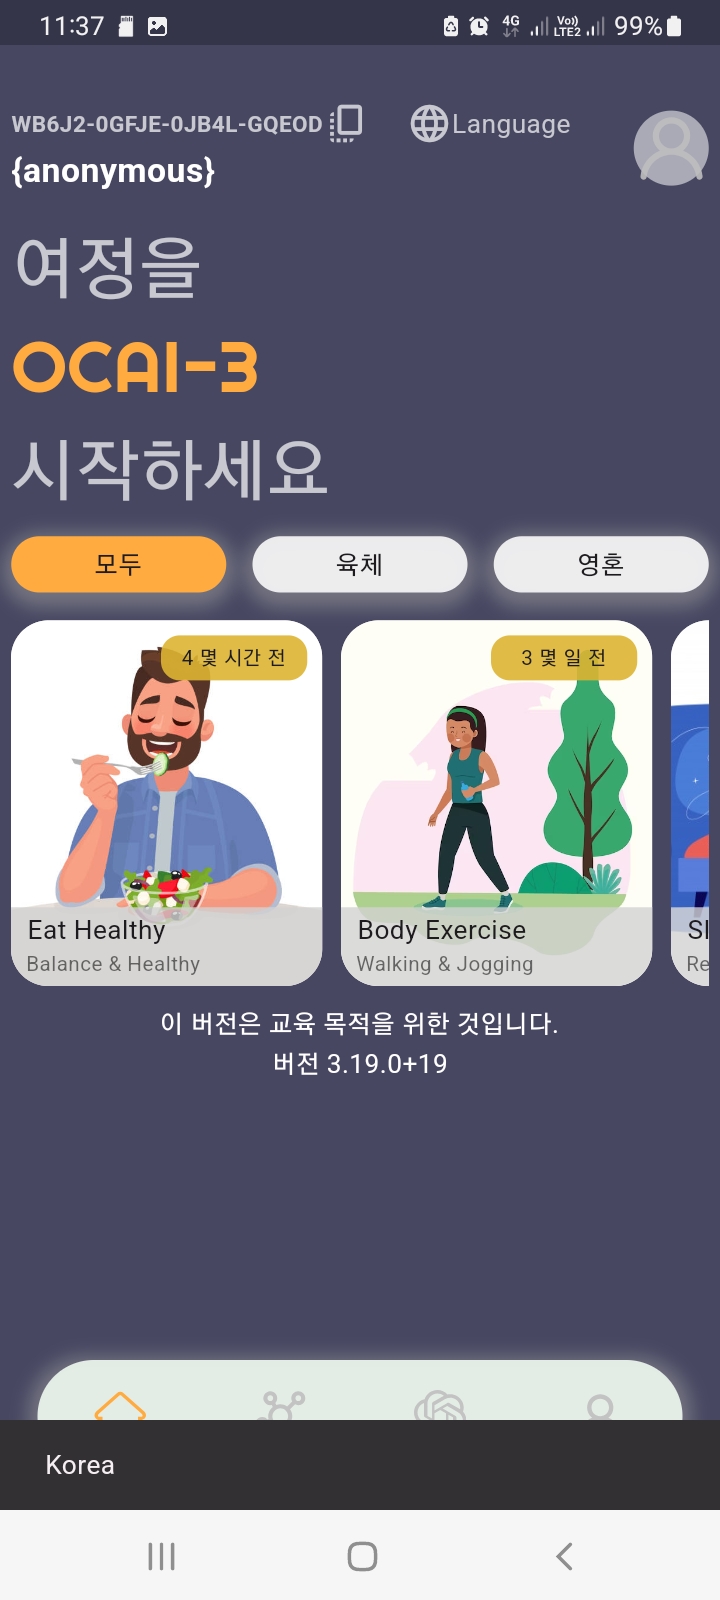 11:37 4G Vo)) LTE2 99%
WB6J2-0GFJE-0JB4L-GQEOD Language
{anonymous}
여정을
OCAI-3
시작하세요
모두 육체 영혼
4 몇 시간 전 3 몇 일 전
Eat Healthy Body Exercise Sl
Balance & Healthy Walking & Jogging Re
이 버전은 교육 목적을 위한 것입니다.
버전 3.19.0+19
Korea